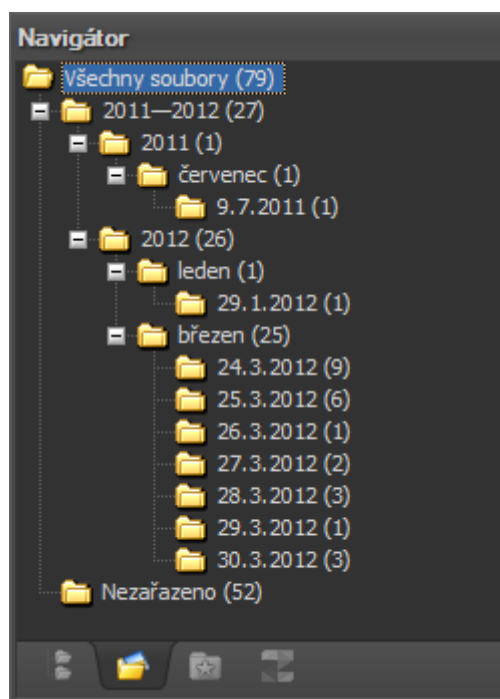 Navigátor
Všechny soubory (79)
2011—2012 (27)
2011 (1)
červenec (1)
9.7.2011 (1)
2012 (26)
leden (1)
29.1.2012 (1)
březen (25)
24.3.2012 (9)
25.3.2012 (6)
26.3.2012 (1)
27.3.2012 (2)
28.3.2012 (3)
29.3.2012 (1)
30.3.2012 (3)
Nezařazeno (52)